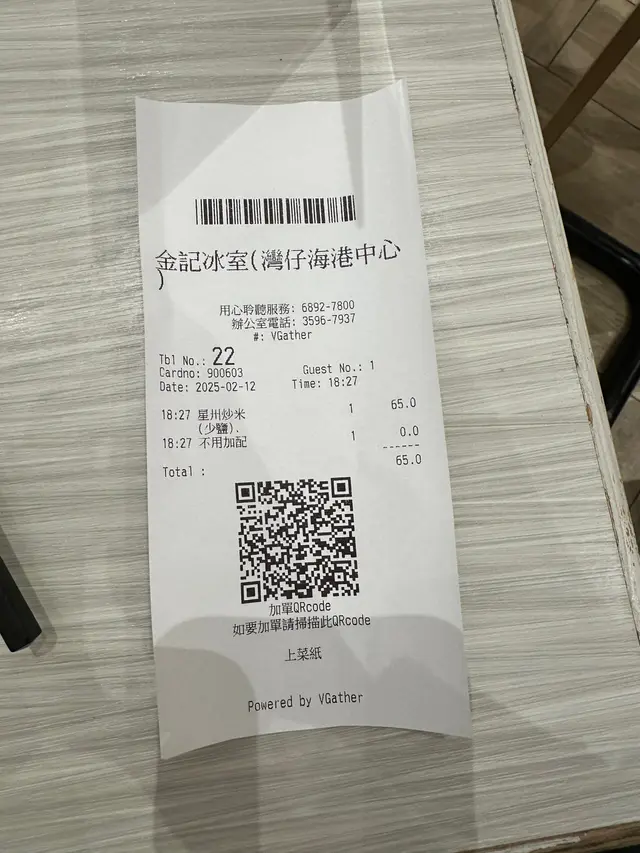 金記冰室(灣仔海港中心
)
用心聆聽服務: 6892-7800
辦公室電話: 3596-7937
#: VGather
Tbl No.: 22
Cardno: 900603 Guest No.: 1
Date: 2025-02-12 Time: 18:27
18:27 星州炒米 1 65.0
(少鹽).
18:27 不用加配 1 0.0
------
Total : 65.0
加單QRcode
如要加單請掃描此QRcode
上菜紙
Powered by VGather